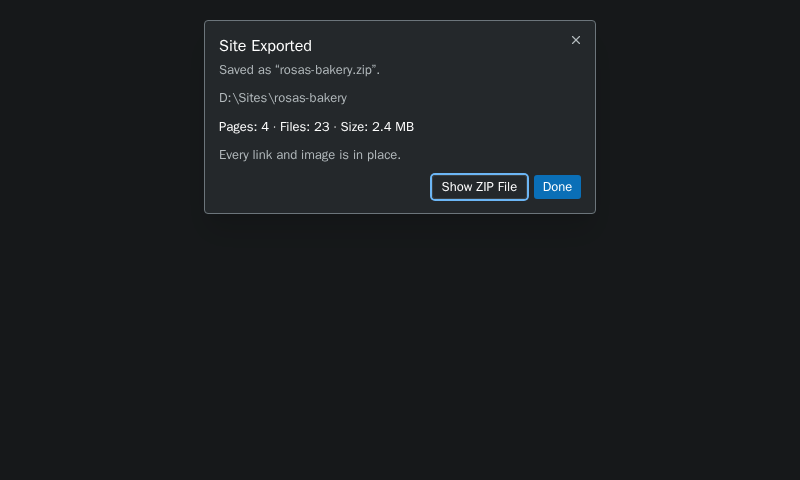 Site Exported
Saved as “rosas-bakery.zip”.
D:\Sites\rosas-bakery
Pages: 4 · Files: 23 · Size: 2.4 MB
Every link and image is in place.
Show ZIP File
Done